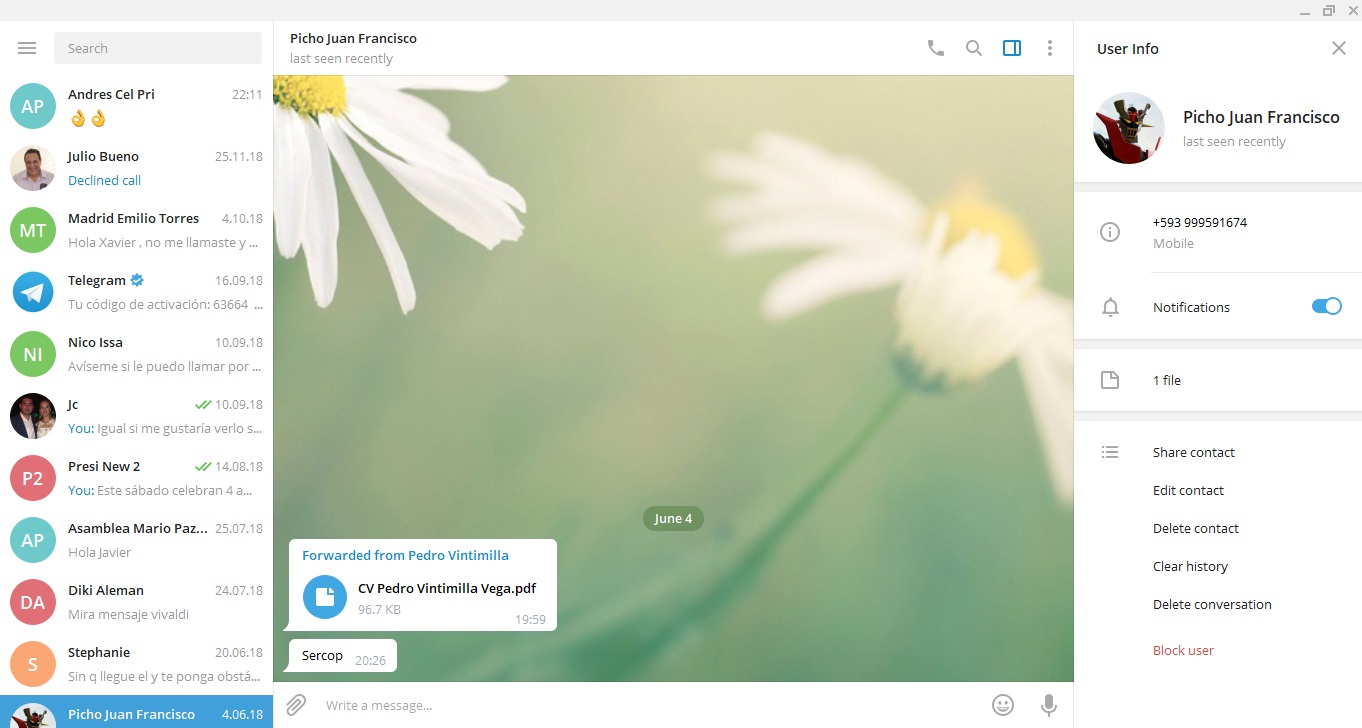 Search
AP
Andres Cel Pri
22:11
Julio Bueno
25.11.18
Declined call
MT
Madrid Emilio Torres
4.10.18
Hola Xavier , no me llamaste y ...
Telegram
16.09.18
Tu código de activación: 63664 ...
NI
Nico Issa
10.09.18
Avíseme si le puedo llamar por ...
Jc
10.09.18
You: Igual si me gustaría verlo s...
P2
Presi New 2
14.08.18
You: Este sábado celebran 4 a...
AP
Asamblea Mario Paz...
25.07.18
Hola Javier
DA
Diki Aleman
24.07.18
Mira mensaje vivaldi
S
Stephanie
20.06.18
Sin q llegue el y te ponga obstá...
Picho Juan Francisco
4.06.18
Picho Juan Francisco
last seen recently
June 4
Forwarded from Pedro Vintimilla
CV Pedro Vintimilla Vega.pdf
96.7 KB
19:59
Sercop
20:26
Write a message...
User Info
Picho Juan Francisco
last seen recently
+593 999591674
Mobile
Notifications
1 file
Share contact
Edit contact
Delete contact
Clear history
Delete conversation
Block user